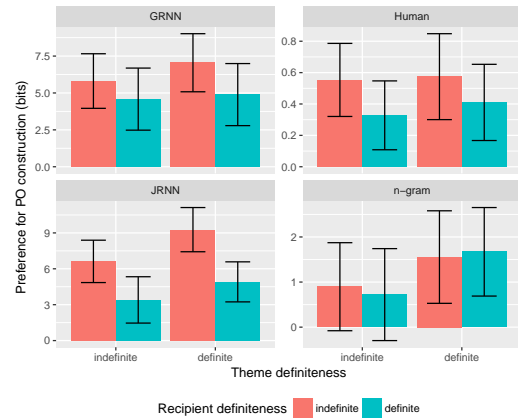 GRNN
Human
Preference for PO construction (bits)
7.5
5.0
2.5
0.0
0.8
0.6
0.4
0.2
0.0
JRNN
n−gram
9
6
3
0
2
1
0
indefinite
definite
indefinite
definite
Theme definiteness
Recipient definiteness indefinite definite